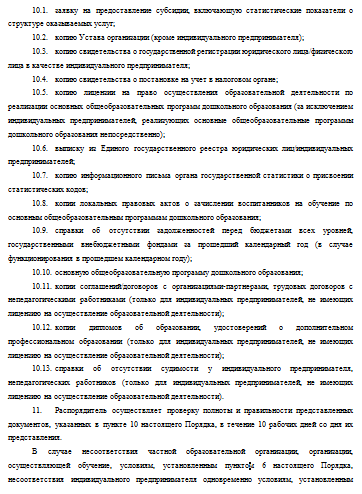 10.1. заявку на предоставление субсидии, включающую статистические показатели о
структуре оказываемых услуг;
10.2. копию Устава организации (кроме индивидуального предпринимателя);
10.3. копию свидетельства о государственной регистрации юридического лица/физического
лица в качестве индивидуального предпринимателя;
10.4. копию свидетельства о постановке на учет в налоговом органе;
10.5. копию лицензии на право осуществления образовательной деятельности по
реализации основных общеобразовательных программ дошкольного образования (за исключением
индивидуальных предпринимателей, реализующих основные общеобразовательные программы
дошкольного образования непосредственно);
10.6. выписку из Единого государственного реестра юридических лиц/индивидуальных
предпринимателей;
10.7. копию информационного письма органа государственной статистики о присвоении
статистических кодов;
10.8. копии локальных правовых актов о зачислении воспитанников на обучение по
основным общеобразовательным программам дошкольного образования;
10.9. справки об отсутствии задолженностей перед бюджетами всех уровней,
государственными внебюджетными фондами за прошедший календарный год (в случае
функционирования в прошедшем календарном году);
10.10. основную общеобразовательную программу дошкольного образования;
10.11. копии соглашений/договоров с организациями-партнерами, трудовых договоров с
непедагогическими работниками (только для индивидуальных предпринимателей, не имеющих
лицензию на осуществление образовательной деятельности);
10.12. копии дипломов об образовании, удостоверений о дополнительном
профессиональном образовании (только для индивидуальных предпринимателей, не имеющих
лицензию на осуществление образовательной деятельности);
10.13. справки об отсутствии судимости у индивидуального предпринимателя,
непедагогических работников (только для индивидуальных предпринимателей, не имеющих
лицензию на осуществление образовательной деятельности).
11. Распорядитель осуществляет проверку полноты и правильности представленных
документов, указанных в пункте 10 настоящего Порядка, в течение 10 рабочих дней со дня их
представления.
В случае несоответствия частной образовательной организации, организации,
осуществляющей обучение, условиям, установленным пунктом 6 настоящего Порядка,
несоответствия индивидуального предпринимателя одновременно условиям, установленным